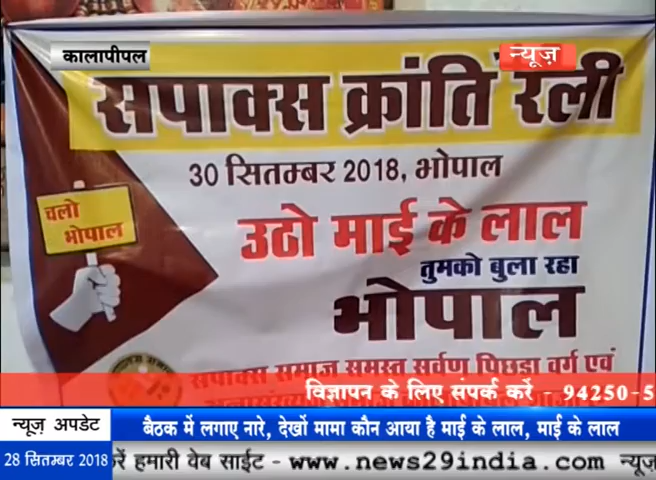 कालापीपल
न्यूज़
सपाक्स क्रांति रैली
30 सितम्बर 2018, भोपाल
चलो
भोपाल
उठो माई के लाल
तुमको बुला रहा
भोपाल
सपाक्स समाज समस्त सर्वण पिछडा वर्ग एवं
विज्ञापन के लिए संपर्क करें 94250-5
न्यूज़ अपडेट
बैठक में लगाए नारे, देखों मामा कौन आया है माई के लाल, माई के लाल
28 सितम्बर 2018
रें हमारी वेब साईट - www.news29india.com न्यूज़